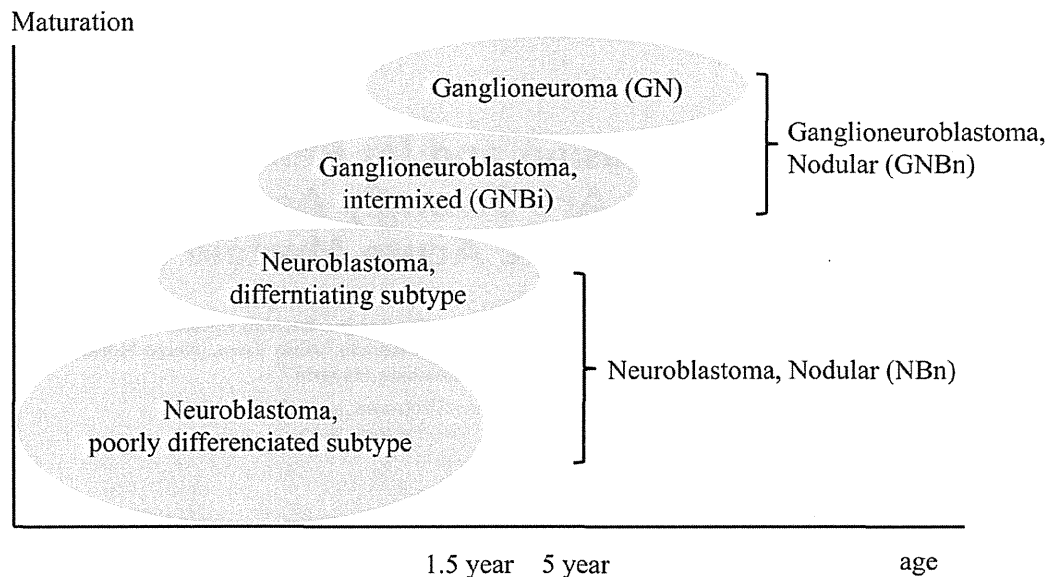 Maturation
Ganglioneuroma (GN)
Ganglioneuroblastoma,
Nodular (GNBn)
Ganglioneuroblastoma,
intermixed (GNBi)
Neuroblastoma,
differntiating subtype
Neuroblastoma, Nodular (NBn)
Neuroblastoma,
poorly differenciated subtype
1.5 year 5 year age